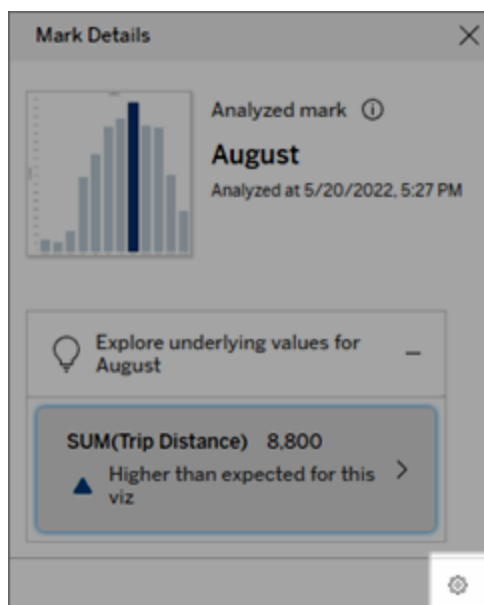 Mark Details
Analyzed mark
August
Analyzed at 5/20/2022, 5:27 PM
Explore underlying values for
August
SUM(Trip Distance) 8,800
Higher than expected for this
viz